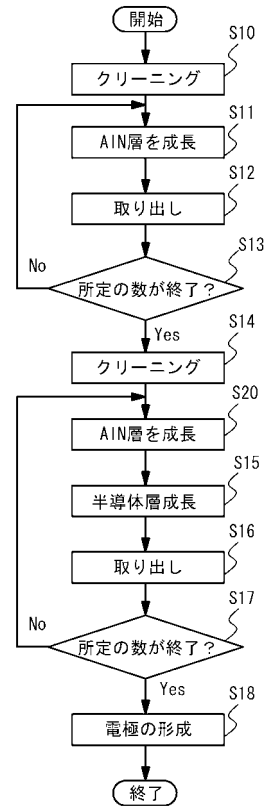 開始
S10
クリーニング
S11
AlN層を成長
S12
取り出し
S13
所定の数が終了？
No
Yes
S14
クリーニング
S20
AlN層を成長
S15
半導体層成長
S16
取り出し
S17
所定の数が終了？
No
Yes
S18
電極の形成
終了